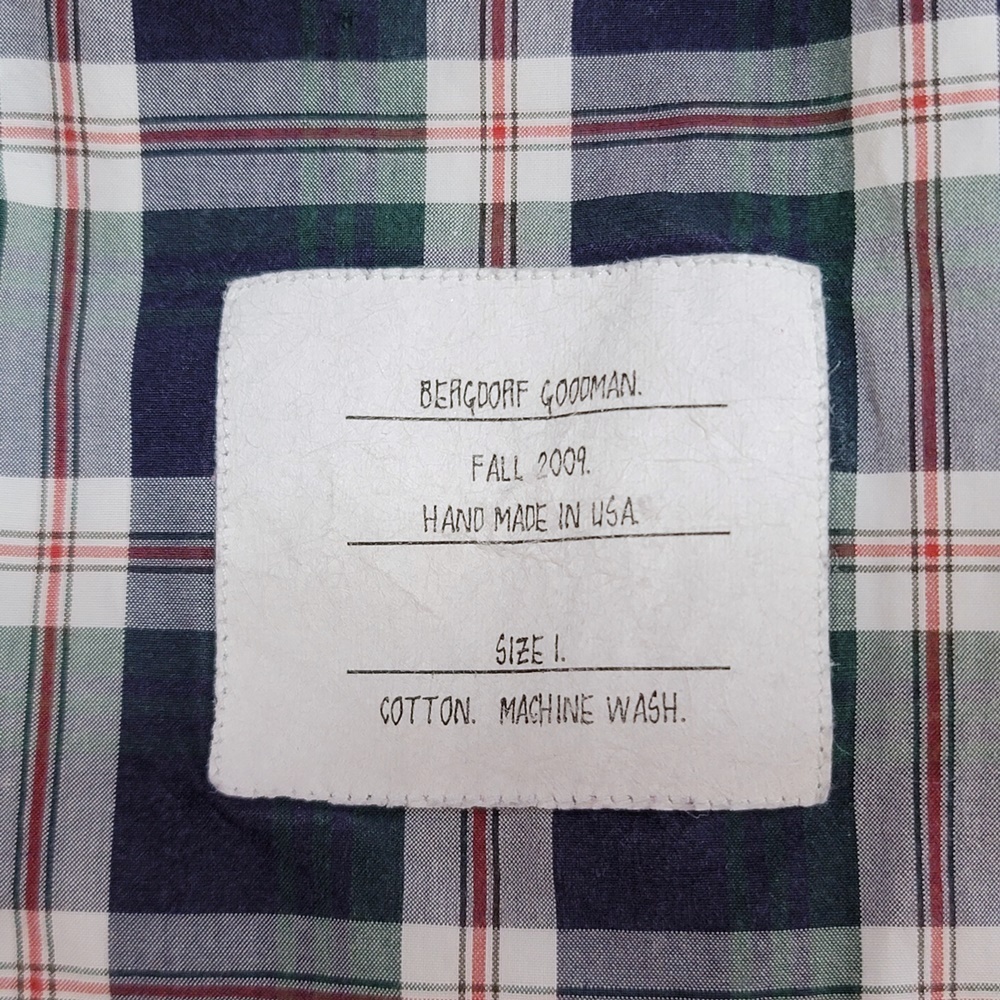 BERGDORF GOODMAN.
FALL 2009.
HAND MADE IN USA.
SIZE 1.
COTTON. MACHINE WASH.